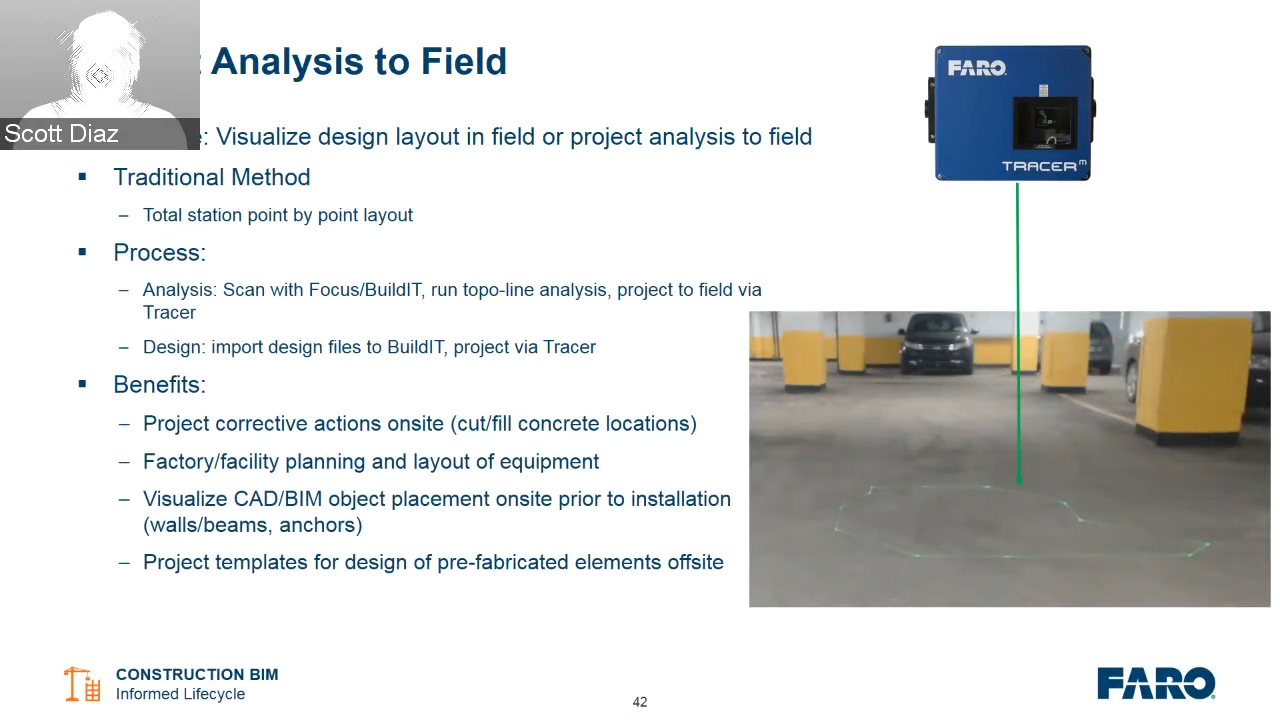 Analysis to Field
Scott Diaz
: Visualize design layout in field or project analysis to field
▪ Traditional Method
– Total station point by point layout
▪ Process:
– Analysis: Scan with Focus/BuildIT, run topo-line analysis, project to field via
Tracer
– Design: import design files to BuildIT, project via Tracer
▪ Benefits:
– Project corrective actions onsite (cut/fill concrete locations)
– Factory/facility planning and layout of equipment
– Visualize CAD/BIM object placement onsite prior to installation
(walls/beams, anchors)
– Project templates for design of pre-fabricated elements offsite
FARO
TRACER M
CONSTRUCTION BIM
Informed Lifecycle
42
FARO